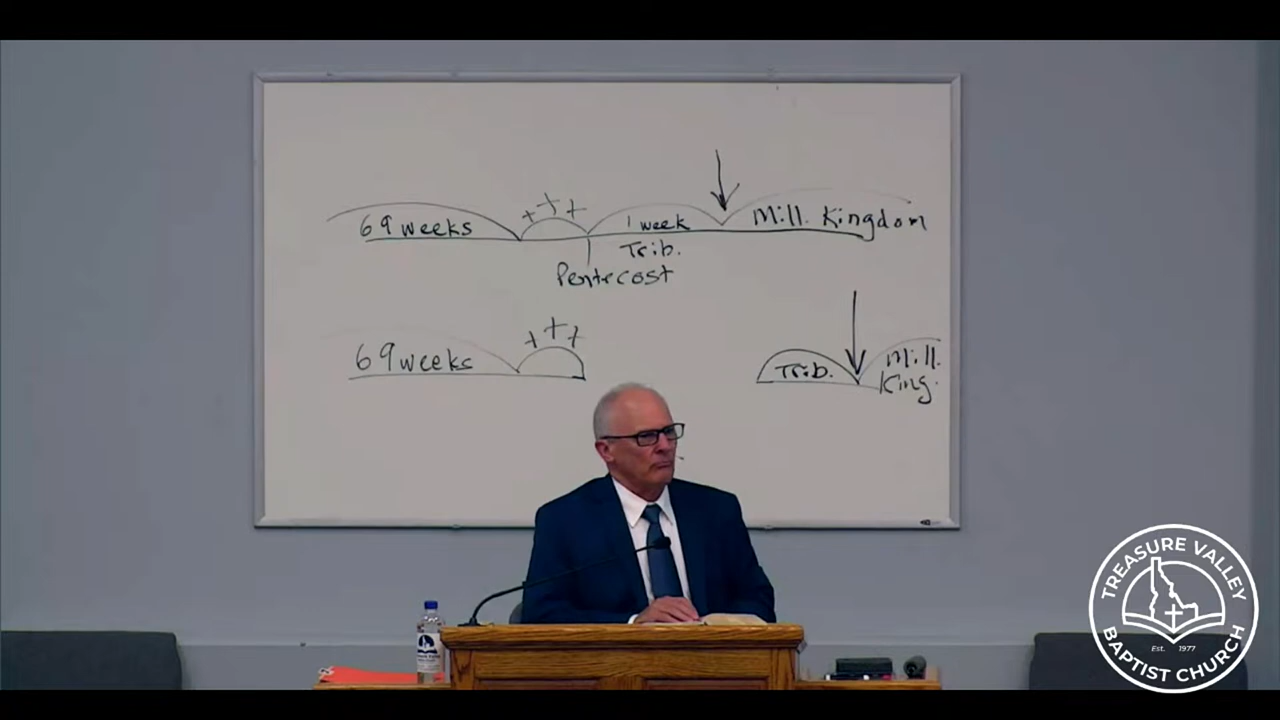 69 weeks
1 week
Mill. Kingdom
Trib.
Pentecost
69 weeks
Trib.
Mill.
King.
TREASURE VALLEY
Est. 1977
BAPTIST CHURCH